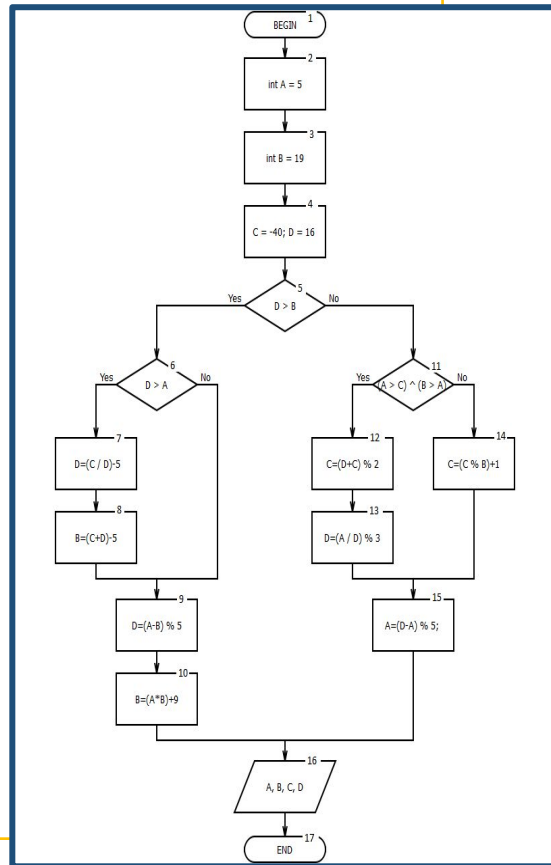 BEGIN 1
2
int A = 5
3
int B = 19
4
C = -40; D = 16
5
Yes D > B No
6
Yes D > A No
7
D=(C / D)-5
8
B=(C+D)-5
9
D=(A-B) % 5
10
B=(A*B)+9
11
Yes (A > C) ^ (B > A) No
12
C=(D+C) % 2
13
D=(A / D) % 3
14
C=(C % B)+1
15
A=(D-A) % 5;
16
A, B, C, D
17
END